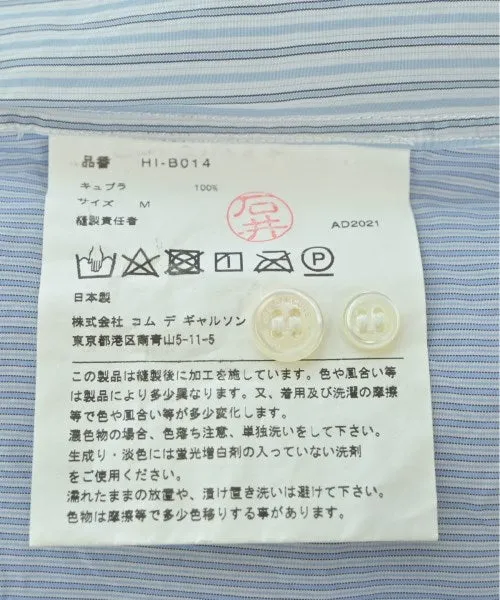 品番 HI-B014
キュプラ 100%
サイズ M
縫製責任者
石井
AD2021
日本製
株式会社 コム デ ギャルソン
東京都港区南青山5-11-5
この製品は縫製後に加工を施しています。色や風合い等
は製品により多少異なります。又、着用及び洗濯の摩擦
等で色や風合い等が多少変化します。
濃色物の場合、色落ち注意、単独洗いをして下さい。
生成り・淡色には蛍光増白剤の入っていない洗剤
をご使用ください。
濡れたままの放置や、漬け置き洗いは避けて下さい。
色物は摩擦等で多少色移りする事があります。